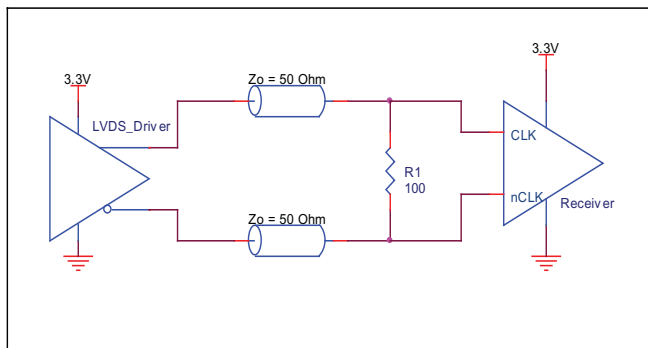 3.3V
LVDS_Driver
Zo = 50 Ohm
Zo = 50 Ohm
R1
100
3.3V
CLK
nCLK
Receiver